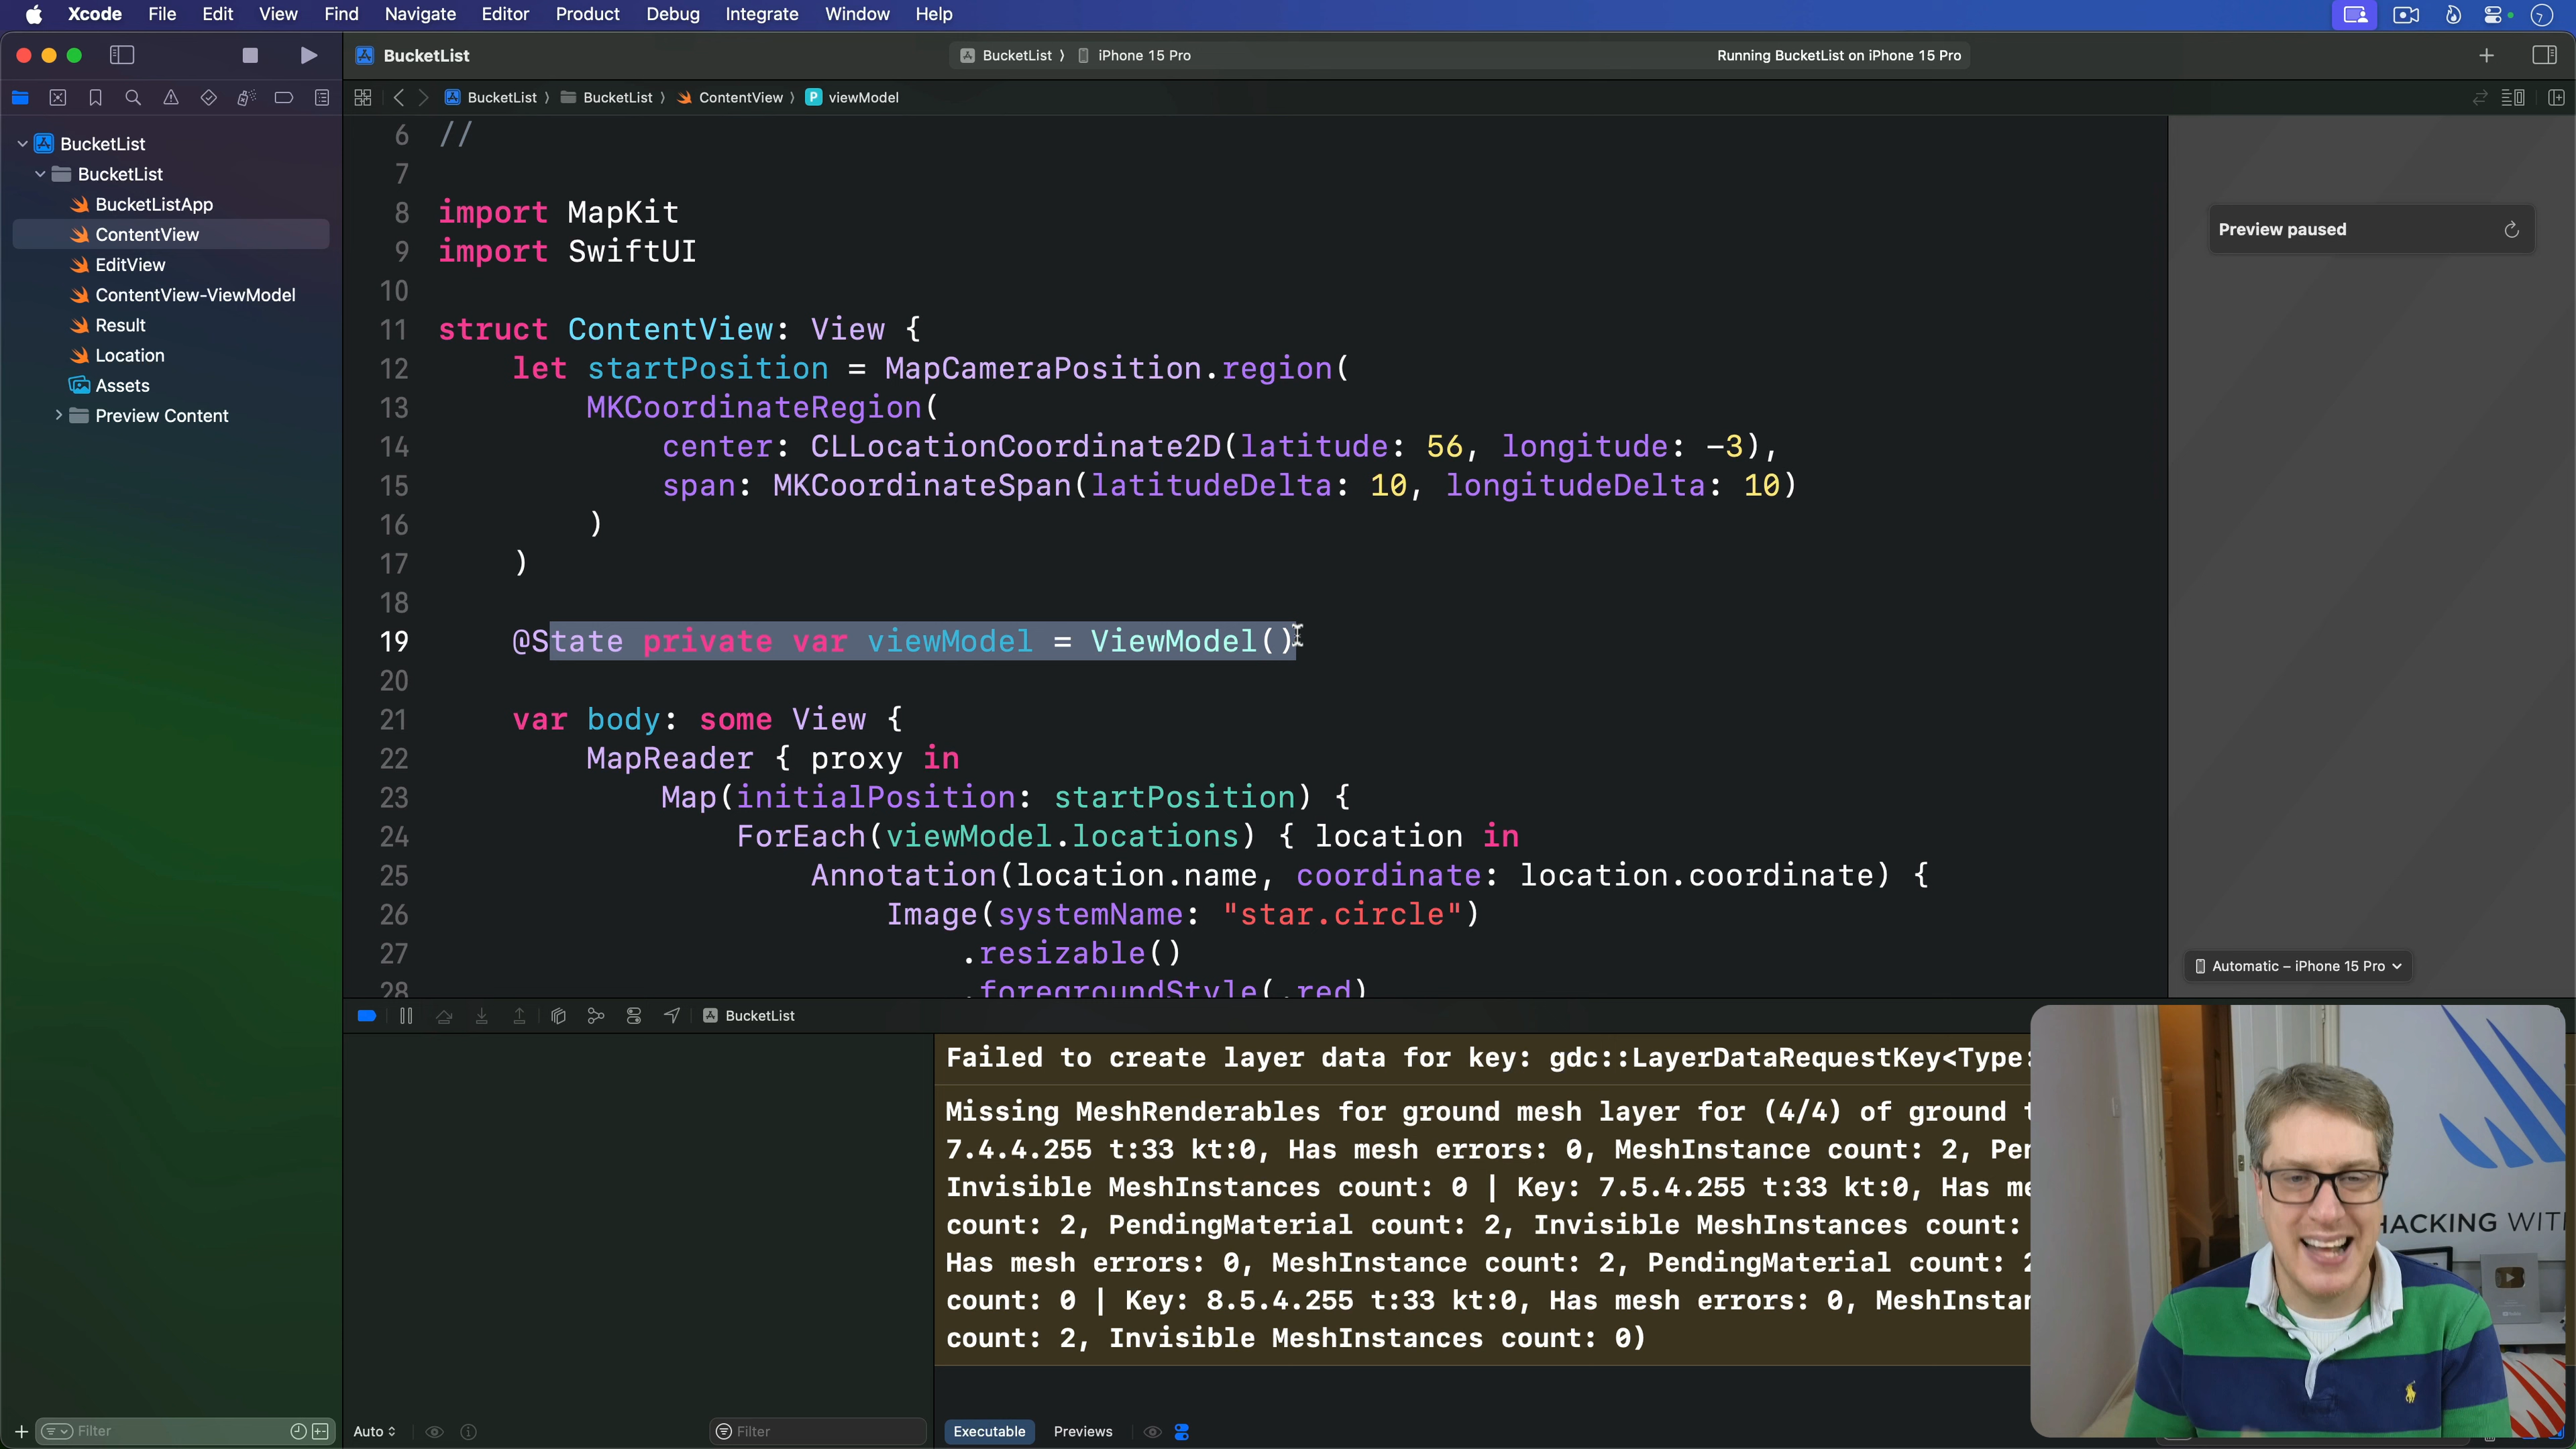 Xcode File Edit View Find Navigate Editor Product Debug Integrate Window Help
BucketList
BucketList 〉 iPhone 15 Pro
Running BucketList on iPhone 15 Pro
BucketList 〉 BucketList 〉 ContentView 〉 P viewModel
BucketList
BucketList
BucketListApp
ContentView
EditView
ContentView-ViewModel
Result
Location
Assets
Preview Content
6 //
7
8 import MapKit
9 import SwiftUI
10
11 struct ContentView: View {
12 let startPosition = MapCameraPosition.region(
13 MKCoordinateRegion(
14 center: CLLocationCoordinate2D(latitude: 56, longitude: -3),
15 span: MKCoordinateSpan(latitudeDelta: 10, longitudeDelta: 10)
16 )
17 )
18
19 @State private var viewModel = ViewModel()
20
21 var body: some View {
22 MapReader { proxy in
23 Map(initialPosition: startPosition) {
24 ForEach(viewModel.locations) { location in
25 Annotation(location.name, coordinate: location.coordinate) {
26 Image(systemName: "star.circle")
27 .resizable()
28 .foregroundStyle(.red)
Preview paused
Automatic – iPhone 15 Pro
BucketList
Failed to create layer data for key: gdc::LayerDataRequestKey<Type:
Missing MeshRenderables for ground mesh layer for (4/4) of ground t
7.4.4.255 t:33 kt:0, Has mesh errors: 0, MeshInstance count: 2, Pen
Invisible MeshInstances count: 0 | Key: 7.5.4.255 t:33 kt:0, Has me
count: 2, PendingMaterial count: 2, Invisible MeshInstances count:
Has mesh errors: 0, MeshInstance count: 2, PendingMaterial count: 2
count: 0 | Key: 8.5.4.255 t:33 kt:0, Has mesh errors: 0, MeshInstan
count: 2, Invisible MeshInstances count: 0)
HACKING WITH
Filter
Auto
Filter
Executable Previews